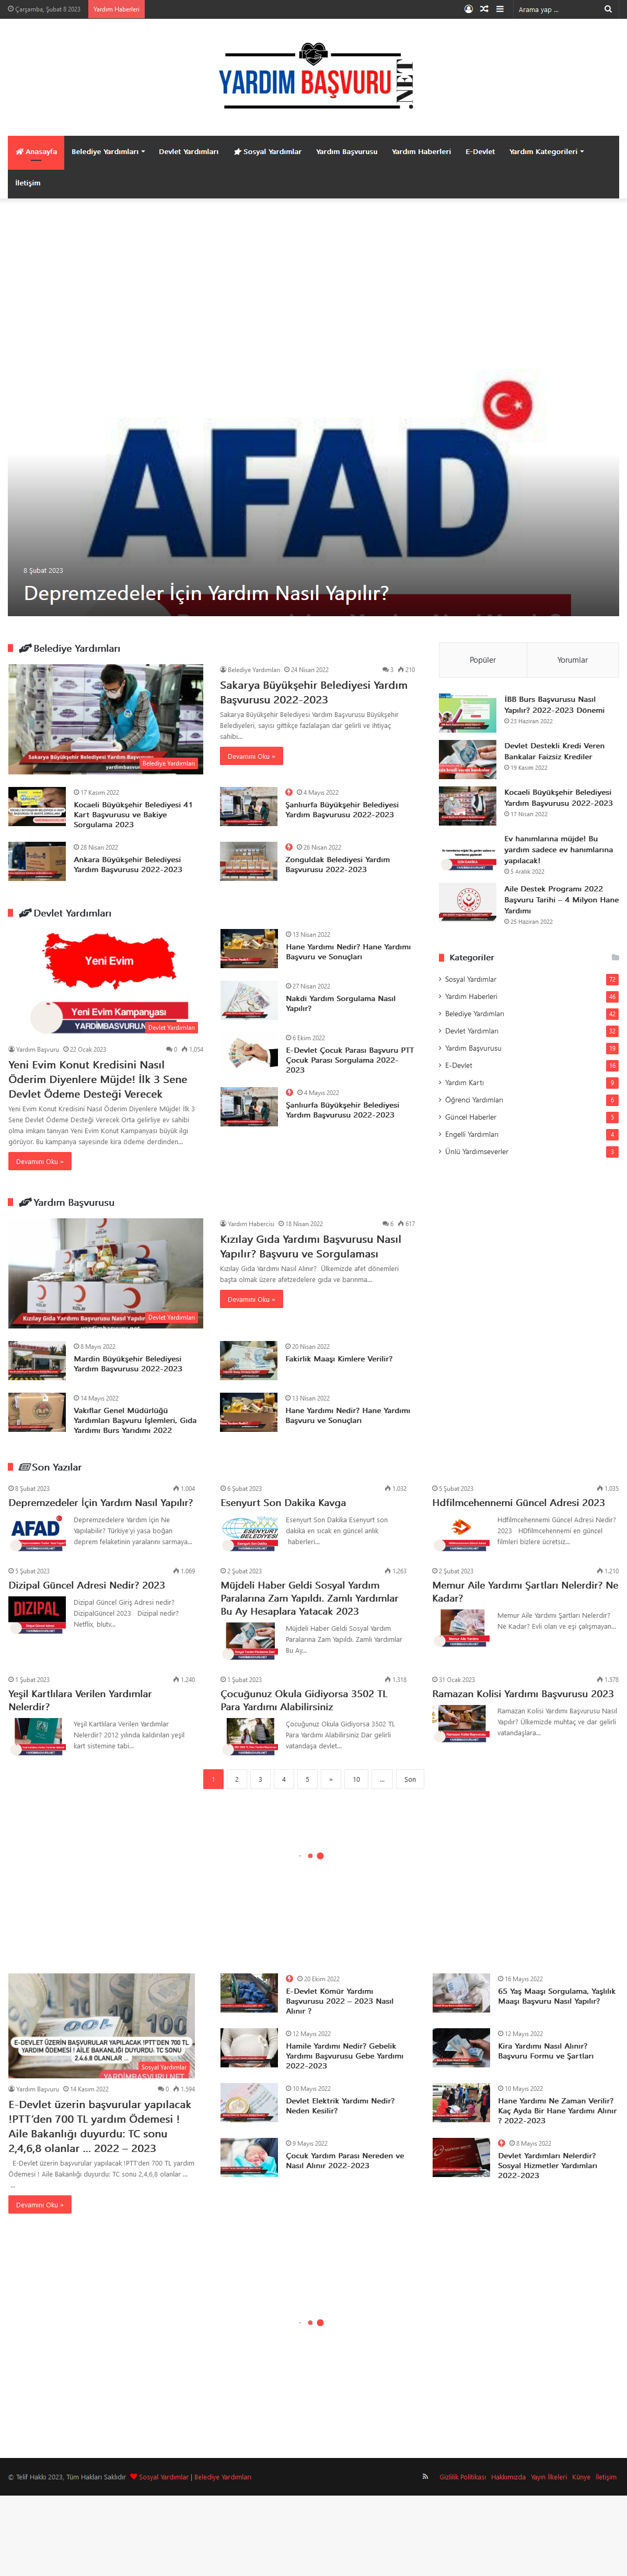 Çarşamba, Şubat 8 2023
Yardım Haberleri
Arama yap ...
YARDIM BAŞVURU .NET
Anasayfa
Belediye Yardımları
Devlet Yardımları
Sosyal Yardımlar
Yardım Başvurusu
Yardım Haberleri
E-Devlet
Yardım Kategorileri
İletişim
AFAD
8 Şubat 2023
Depremzedeler İçin Yardım Nasıl Yapılır?
Belediye Yardımları
Sakarya Büyükşehir Belediyesi Yardım Başvurusu
Belediye Yardımları
Belediye Yardımları 24 Nisan 2022 3 210
Sakarya Büyükşehir Belediyesi Yardım
Başvurusu 2022-2023
Sakarya Büyükşehir Belediyesi Yardım Başvurusu Büyükşehir
Belediyeleri, sayısı gittikçe fazlalaşan dar gelirli ve ihtiyaç
sahibi...
Devamını Oku »
17 Kasım 2022
Kocaeli Büyükşehir Belediyesi 41
Kart Başvurusu ve Bakiye
Sorgulama 2023
4 Mayıs 2022
Şanlıurfa Büyükşehir Belediyesi
Yardım Başvurusu 2022-2023
28 Nisan 2022
Ankara Büyükşehir Belediyesi
Yardım Başvurusu 2022-2023
26 Nisan 2022
Zonguldak Belediyesi Yardım
Başvurusu 2022-2023
Popüler
Yorumlar
İBB Burs Başvurusu Nasıl
Yapılır? 2022-2023 Dönemi
23 Haziran 2022
Devlet Destekli Kredi Veren
Bankalar Faizsiz Krediler
19 Kasım 2022
Kocaeli Büyükşehir Belediyesi
Yardım Başvurusu 2022-2023
17 Nisan 2022
Ev hanımlarına müjde! Bu
yardım sadece ev hanımlarına
yapılacak!
5 Aralık 2022
Aile Destek Programı 2022
Başvuru Tarihi – 4 Milyon Hane
Yardımı
25 Haziran 2022
Kategoriler
Sosyal Yardımlar 72
Yardım Haberleri 46
Belediye Yardımları 42
Devlet Yardımları 32
Yardım Başvurusu 19
E-Devlet 16
Yardım Kartı 9
Öğrenci Yardımları 6
Güncel Haberler 5
Engelli Yardımları 4
Ünlü Yardımseverler 3
Devlet Yardımları
Yeni Evim
Yeni Evim Kampanyası
YARDIMBASVURU.NET
Devlet Yardımları
Yardım Başvuru 22 Ocak 2023 0 1,054
Yeni Evim Konut Kredisini Nasıl
Öderim Diyenlere Müjde! İlk 3 Sene
Devlet Ödeme Desteği Verecek
Yeni Evim Konut Kredisini Nasıl Öderim Diyenlere Müjde! İlk 3
Sene Devlet Ödeme Desteği Verecek Orta gelirliye ev sahibi
olma imkanı tanıyan Yeni Evim Konut Kampanyası büyük ilgi
görüyor. Bu kampanya sayesinde kira ödeme derdinden...
Devamını Oku »
13 Nisan 2022
Hane Yardımı Nedir? Hane Yardımı
Başvuru ve Sonuçları
27 Nisan 2022
Nakdi Yardım Sorgulama Nasıl
Yapılır?
6 Ekim 2022
E-Devlet Çocuk Parası Başvuru PTT
Çocuk Parası Sorgulama 2022-
2023
4 Mayıs 2022
Şanlıurfa Büyükşehir Belediyesi
Yardım Başvurusu 2022-2023
Yardım Başvurusu
Kızılay Gıda Yardımı Başvurusu Nasıl Yapılır
Devlet Yardımları
Yardım Habercisi 18 Nisan 2022 6 617
Kızılay Gıda Yardımı Başvurusu Nasıl
Yapılır? Başvuru ve Sorgulaması
Kızılay Gıda Yardımı Nasıl Alınır? Ülkemizde afet dönemleri
başta olmak üzere afetzedelere gıda ve barınma...
Devamını Oku »
8 Mayıs 2022
Mardin Büyükşehir Belediyesi
Yardım Başvurusu 2022-2023
20 Nisan 2022
Fakirlik Maaşı Kimlere Verilir?
14 Mayıs 2022
Vakıflar Genel Müdürlüğü
Yardımları Başvuru İşlemleri, Gıda
Yardımı Burs Yarıdımı 2022
13 Nisan 2022
Hane Yardımı Nedir? Hane Yardımı
Başvuru ve Sonuçları
Son Yazılar
8 Şubat 2023 1.004
Depremzedeler İçin Yardım Nasıl Yapılır?
AFAD
Depremzedelere Yardım İçin Ne
Yapılabilir? Türkiye'yi yasa boğan
deprem felaketinin yaralarını sarmaya...
6 Şubat 2023 1,032
Esenyurt Son Dakika Kavga
ESENYURT BELEDİYESİ
Esenyurt Son Dakika Esenyurt son
dakika en sıcak en güncel anlık
haberleri...
5 Şubat 2023 1,035
Hdfilmcehennemi Güncel Adresi 2023
Hdfilmcehennemi Güncel Adresi Nedir?
2023 HDfilmcehennemi en güncel
filmleri bizlere ücretsiz...
5 Şubat 2023 1.069
Dizipal Güncel Adresi Nedir? 2023
DIZIPAL
Dizipal Güncel Giriş Adresi nedir?
DizipalGüncel 2023 Dizipal nedir?
Netflix, blutv...
2 Şubat 2023 1,263
Müjdeli Haber Geldi Sosyal Yardım
Paralarına Zam Yapıldı. Zamlı Yardımlar
Bu Ay Hesaplara Yatacak 2023
Müjdeli Haber Geldi Sosyal Yardım
Paralarına Zam Yapıldı. Zamlı Yardımlar
Bu Ay...
2 Şubat 2023 1,210
Memur Aile Yardımı Şartları Nelerdir? Ne
Kadar?
Memur Aile Yardımı Şartları Nelerdir?
Ne Kadar? Evli olan ve eşi çalışmayan...
1 Şubat 2023 1,240
Yeşil Kartlılara Verilen Yardımlar
Nelerdir?
Yeşil Kartlılara Verilen Yardımlar
Nelerdir? 2012 yılında kaldırılan yeşil
kart sistemine tabi...
1 Şubat 2023 1,318
Çocuğunuz Okula Gidiyorsa 3502 TL
Para Yardımı Alabilirsiniz
Çocuğunuz Okula Gidiyorsa 3502 TL
Para Yardımı Alabilirsiniz Dar gelirli
vatandaşa devlet...
31 Ocak 2023 1,578
Ramazan Kolisi Yardımı Başvurusu 2023
Ramazan Kolisi Yardımı Başvurusu Nasıl
Yapılır? Ülkemizde muhtaç ve dar gelirli
vatandaşlara...
1 2 3 4 5 » 10 ... Son
E-DEVLET ÜZERİN BAŞVURULAR YAPILACAK !PTT'DEN 700 TL
YARDIM ÖDEMESİ ! AİLE BAKANLIĞI DUYURDU. TC SONU
2.4.6.8 OLANLAR ...
Sosyal Yardımlar
YARDIMBAŞVURU.NET
Yardım Başvuru 14 Kasım 2022 0 1,594
E-Devlet üzerin başvurular yapılacak
!PTT'den 700 TL yardım Ödemesi !
Aile Bakanlığı duyurdu: TC sonu
2,4,6,8 olanlar ... 2022 – 2023
E-Devlet üzerin başvurular yapılacak !PTT'den 700 TL yardım
Ödemesi ! Aile Bakanlığı duyurdu: TC sonu 2,4,6,8 olanlar ...
...
Devamını Oku »
20 Ekim 2022
E-Devlet Kömür Yardımı
Başvurusu 2022 – 2023 Nasıl
Alınır ?
16 Mayıs 2022
65 Yaş Maaşı Sorgulama, Yaşlılık
Maaşı Başvuru Nasıl Yapılır?
12 Mayıs 2022
Hamile Yardımı Nedir? Gebelik
Yardımı Başvurusu Gebe Yardımı
2022-2023
12 Mayıs 2022
Kira Yardımı Nasıl Alınır?
Başvuru Formu ve Şartları
10 Mayıs 2022
Devlet Elektrik Yardımı Nedir?
Neden Kesilir?
10 Mayıs 2022
Hane Yardımı Ne Zaman Verilir?
Kaç Ayda Bir Hane Yardımı Alınır
? 2022-2023
9 Mayıs 2022
Çocuk Yardım Parası Nereden ve
Nasıl Alınır 2022-2023
8 Mayıs 2022
Devlet Yardımları Nelerdir?
Sosyal Hizmetler Yardımları
2022-2023
© Telif Hakkı 2023, Tüm Hakları Saklıdır Sosyal Yardımlar | Belediye Yardımları
Gizlilik Politikası Hakkımızda Yayın İlkeleri Künye İletişim